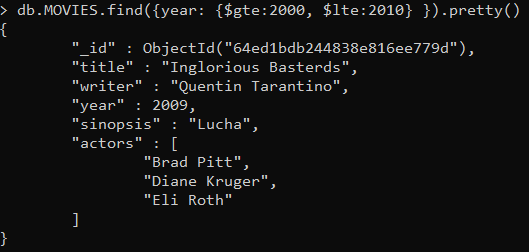 > db.MOVIES.find({year: {$gte:2000, $lte:2010} }).pretty()
{
        "_id" : ObjectId("64ed1bdb244838e816ee779d"),
        "title" : "Inglorious Basterds",
        "writer" : "Quentin Tarantino",
        "year" : 2009,
        "sinopsis" : "Lucha",
        "actors" : [
                "Brad Pitt",
                "Diane Kruger",
                "Eli Roth"
        ]
}